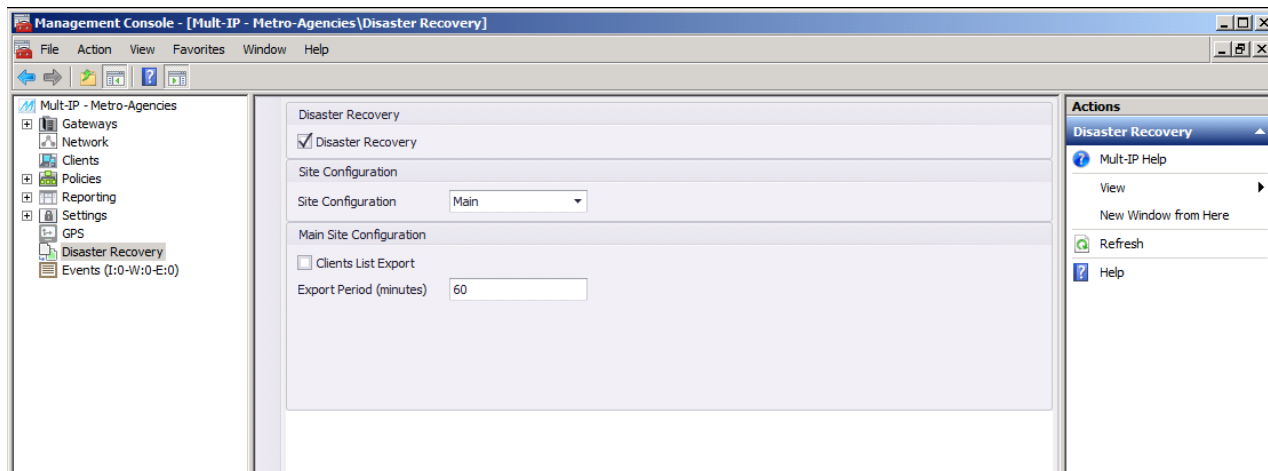 Management Console - [Mult-IP - Metro-Agencies\Disaster Recovery]
File Action View Favorites Window Help
Mult-IP - Metro-Agencies
Gateways
Network
Clients
Policies
Reporting
Settings
GPS
Disaster Recovery
Events (I:0-W:0-E:0)
Disaster Recovery
Disaster Recovery
Site Configuration
Site Configuration Main
Main Site Configuration
Clients List Export
Export Period (minutes) 60
Actions
Disaster Recovery
Mult-IP Help
View
New Window from Here
Refresh
Help